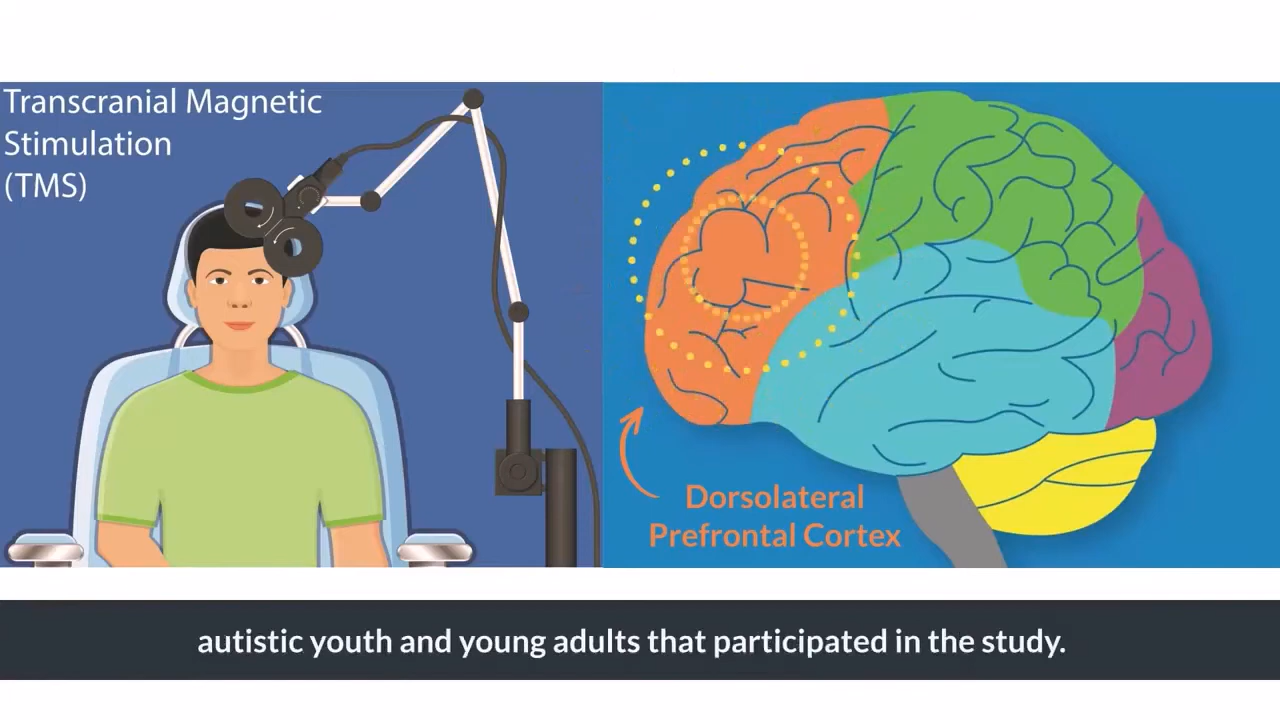 Transcranial Magnetic
Stimulation
(TMS)
Dorsolateral
Prefrontal Cortex
autistic youth and young adults that participated in the study.